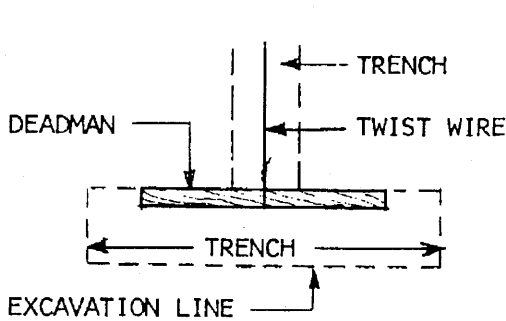 TRENCH
DEADMAN
TWIST WIRE
TRENCH
EXCAVATION LINE